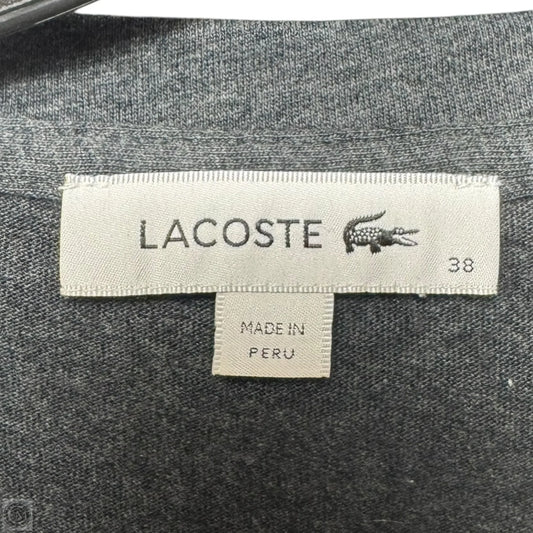 LACOSTE
38
MADE IN
PERU